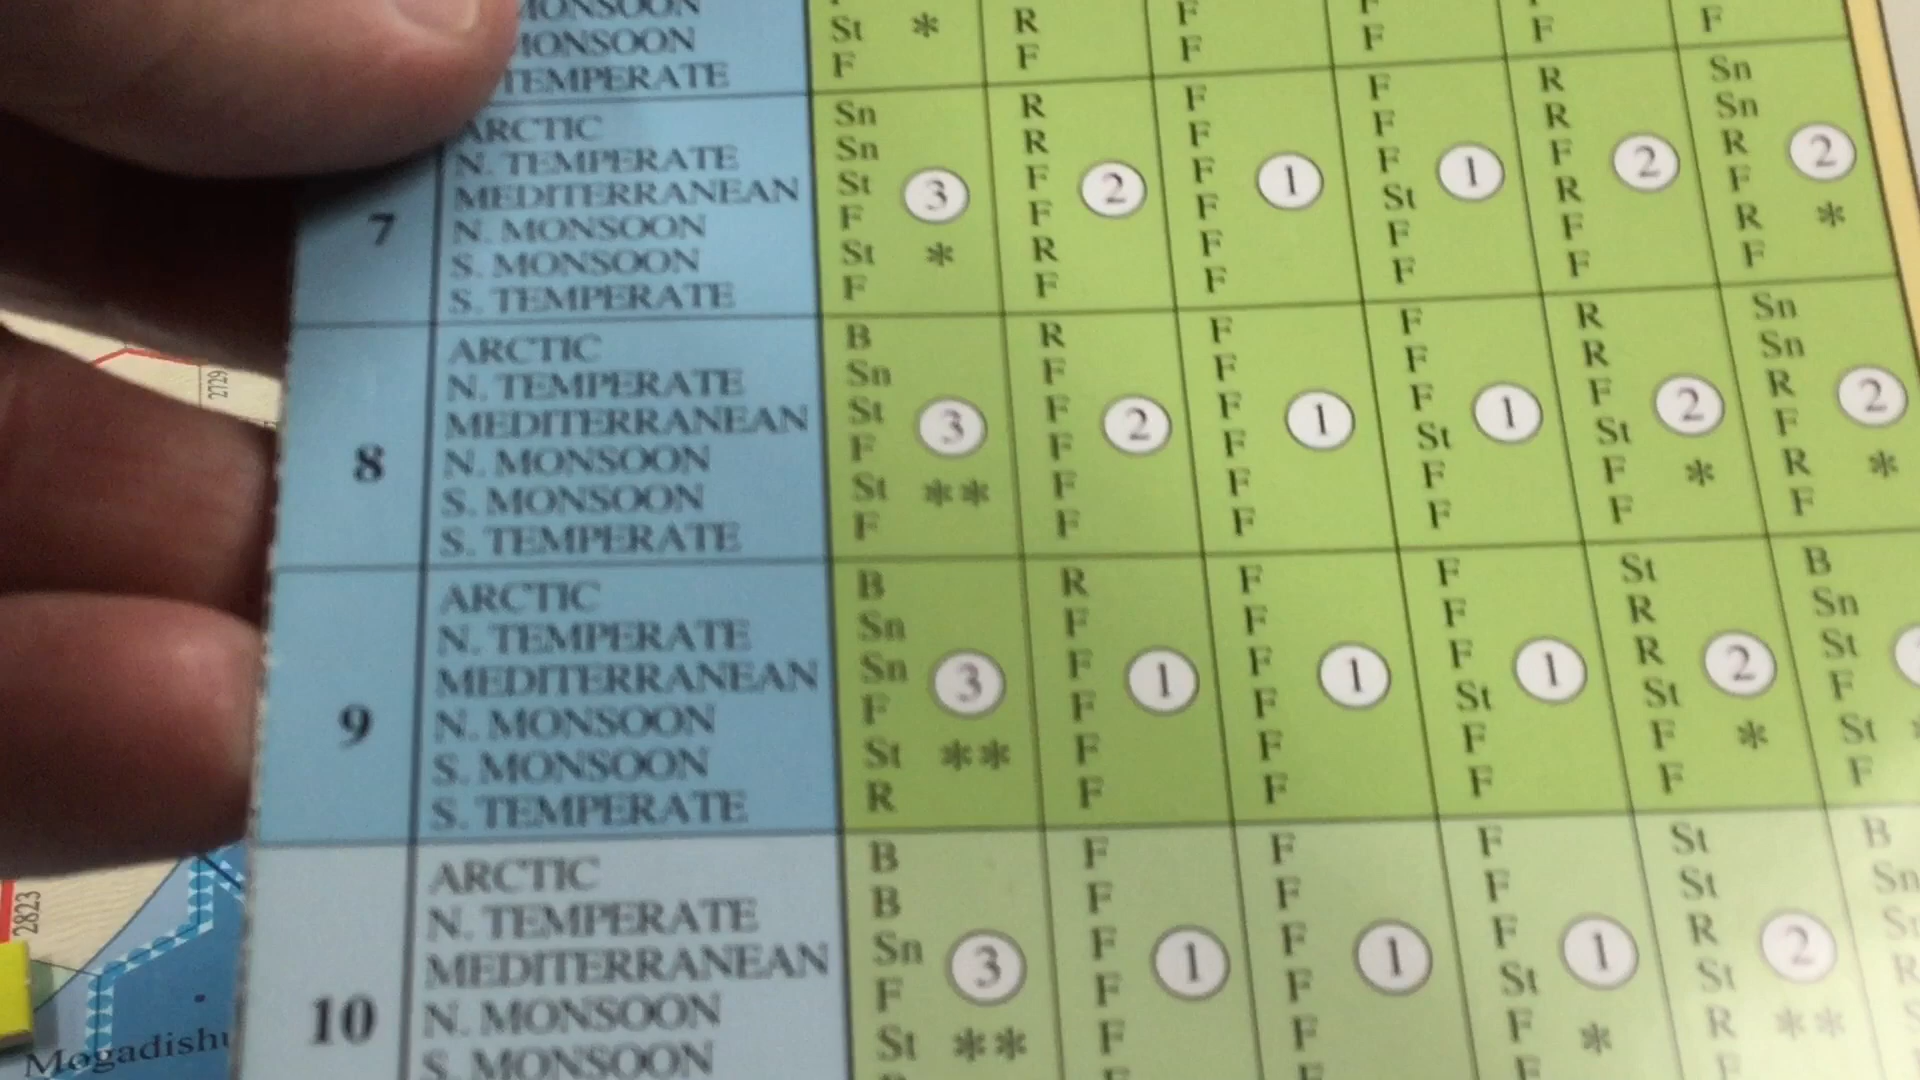 MONSOON F
MONSOON St * R F F F F
TEMPERATE F F F F F F
ARCTIC Sn R F F R Sn
N. TEMPERATE Sn R F F R Sn
MEDITERRANEAN St F F F F R
7 N. MONSOON F 3 F 2 F 1 St 1 R 2 F 2
S. MONSOON St * R F F F R *
S. TEMPERATE F F F F F F
ARCTIC B R F F R Sn
N. TEMPERATE Sn F F F R Sn
MEDITERRANEAN St F F F F R
8 N. MONSOON F 3 F 2 F 1 St 1 St 2 F 2
S. MONSOON St ** F F F F * R *
S. TEMPERATE F F F F F F
ARCTIC B R F F St B
N. TEMPERATE Sn F F F R Sn
MEDITERRANEAN Sn F F F R St
9 N. MONSOON F 3 F 1 F 1 St 1 St 2 F
S. MONSOON St ** F F F F * St *
S. TEMPERATE R F F F F F
ARCTIC B F F F St B
N. TEMPERATE B F F F St Sn
MEDITERRANEAN Sn F F F R St
10 N. MONSOON F 3 F 1 F 1 St 1 St 2 R
S. MONSOON St ** F F F * R **
2729
2823
Mogadishu